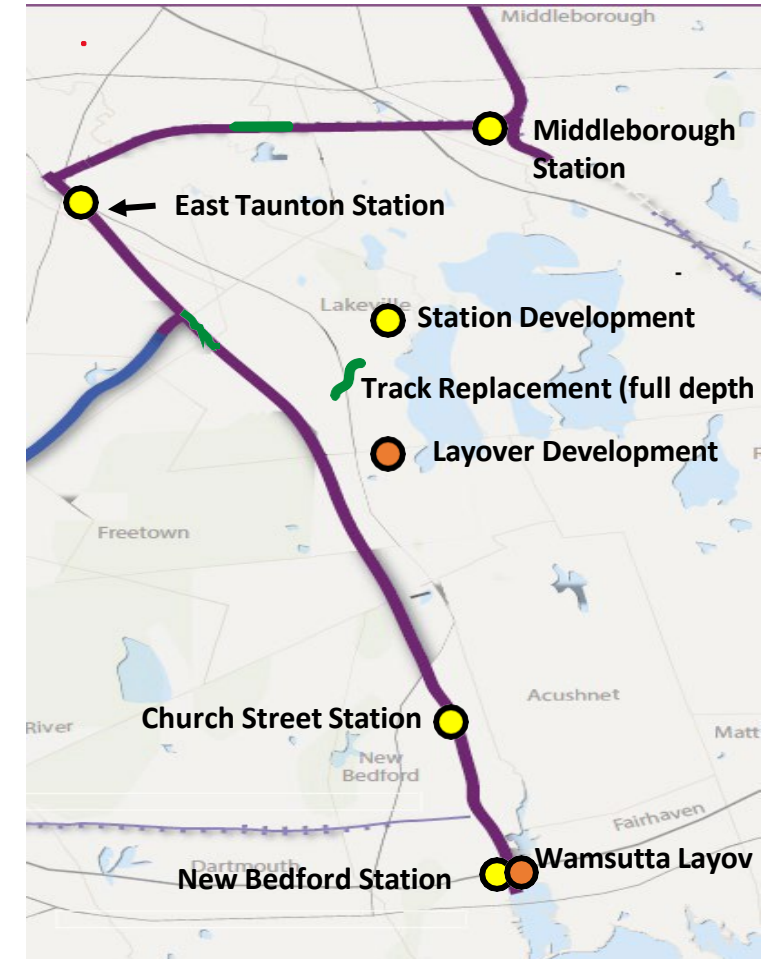 Middleborough
Middleborough
Station
East Taunton Station
Lakeville
Station Development
Track Replacement (full depth
Layover Development
Freetown
Acushnet
Church Street Station
River
Matt
New
Bedford
Fairhaven
Wamsutta Layov
Dartmouth
New Bedford Station